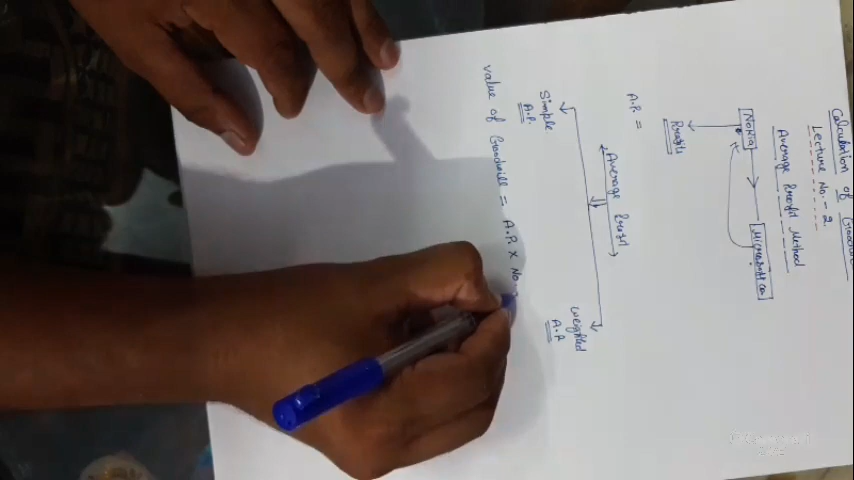 Calculation of Goodwill
Lecture No. - 2.
Average Profit Method
Nokia
Microsoft co.
Profits
A.P. =
Average Profit
Simple
A.P.
Weighted
A.A
Value of Goodwill = A.P. × No